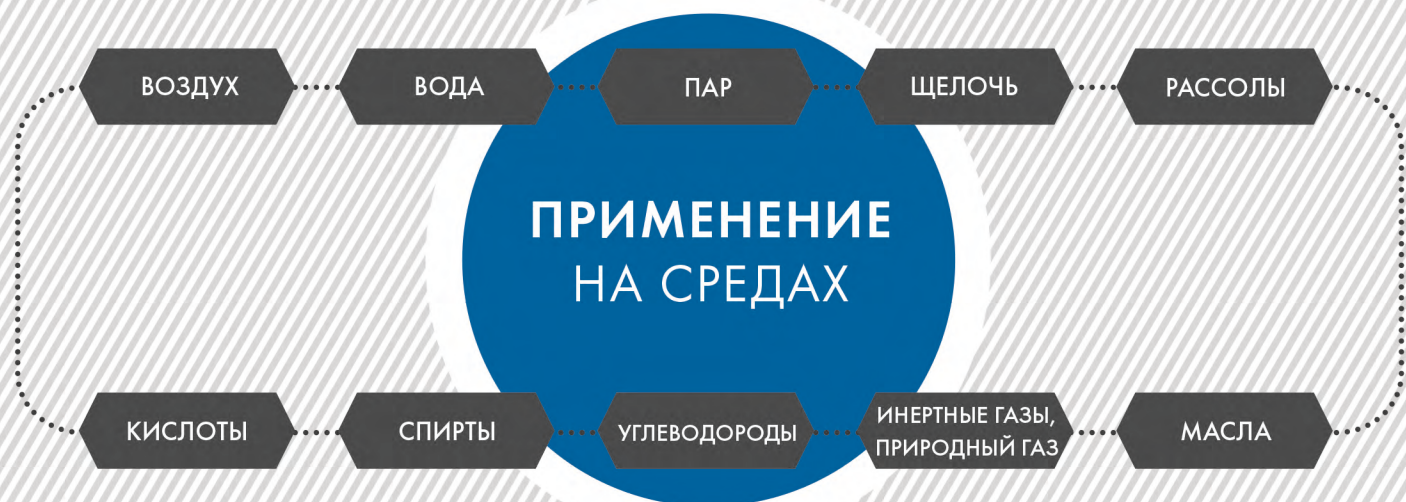 ВОЗДУХ
ВОДА
ПАР
ЩЕЛОЧЬ
РАССОЛЫ
ПРИМЕНЕНИЕ
НА СРЕДАХ
КИСЛОТЫ
СПИРТЫ
УГЛЕВОДОРОДЫ
ИНЕРТНЫЕ ГАЗЫ,
ПРИРОДНЫЙ ГАЗ
МАСЛА